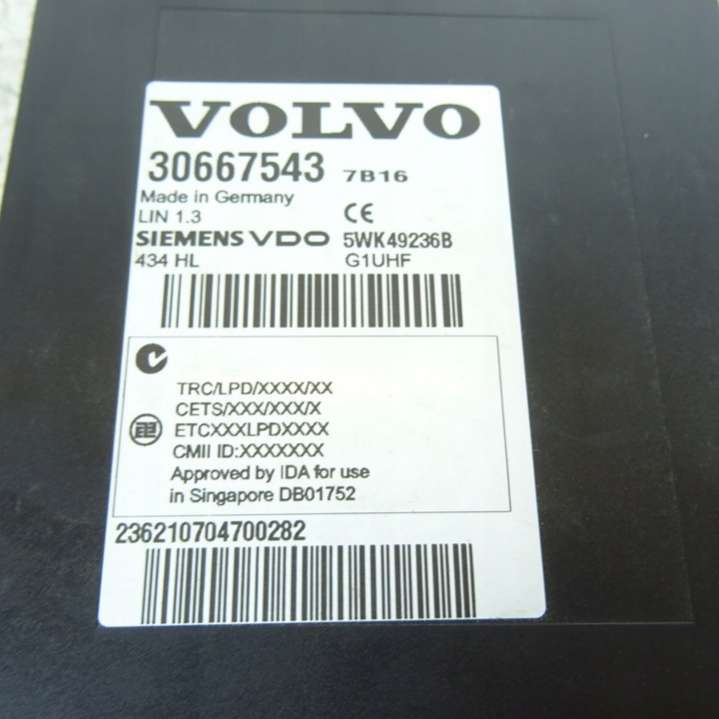 VOLVO
30667543 7B16
Made in Germany
LIN 1.3 CE
SIEMENS VDO 5WK49236B
434 HL G1UHF
TRC/LPD/XXXX/XX
CETS/XXX/XXX/X
ETCXXXLPDXXXX
CMII ID:XXXXXXX
Approved by IDA for use
in Singapore DB01752
236210704700282